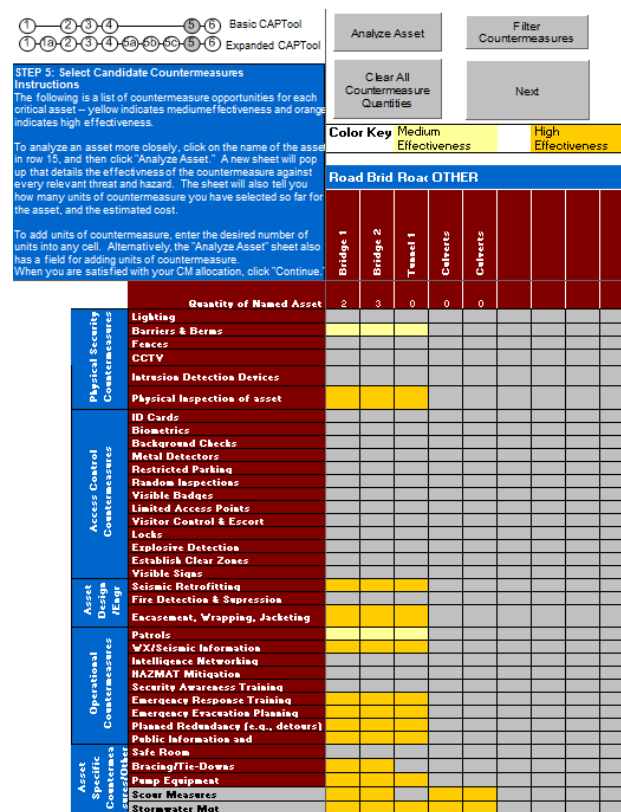 1 2 3 4 5 6 Basic CAPTool
1 1a 2 3 4 5a 5b 5c 5 6 Expanded CAPTool
Analyze Asset
Filter
Countermeasures
Clear All
Countermeasure
Quantities
Next
STEP 5: Select Candidate Countermeasures
Instructions
The following is a list of countermeasure opportunities for each
critical asset -- yellow indicates mediumeffectiveness and orange
indicates high effectiveness.
To analyze an asset more closely, click on the name of the asset
in row 15, and then click "Analyze Asset." A new sheet will pop
up that details the effectivness of the countermeasure against
every relevant threat and hazard. The sheet will also tell you
how many units of countermeasure you have selected so far for
the asset, and the estimated cost.
To add units of countermeasure, enter the desired number of
units into any cell. Alternatively, the "Analyze Asset" sheet also
has a field for adding units of countermeasure.
When you are satisfied with your CM allocation, click "Continue."
Color Key
Medium
Effectiveness
High
Effectiveness
Road Brid Road OTHER
Bridge 1
Bridge 2
Tunnel 1
Culverts
Culverts
Quantity of Named Asset 2 3 0 0 0
Physical Security
Countermeasures
Lighting
Barriers & Berms
Fences
CCTV
Intrusion Detection Devices
Physical Inspection of asset
Access Control
Countermeasures
ID Cards
Biometrics
Background Checks
Metal Detectors
Restricted Parking
Random Inspections
Visible Badges
Limited Access Points
Visitor Control & Escort
Locks
Explosive Detection
Establish Clear Zones
Visible Signs
Asset
Design
/Engr
Seismic Retrofitting
Fire Detection & Supression
Encasement, Wrapping, Jacketing
Operational
Countermeasures
Patrols
WX/Seismic Information
Intelligence Networking
HAZMAT Mitigation
Security Awareness Training
Emergency Response Training
Emergency Evacuation Planning
Planned Redundancy (e.g., detours)
Public Information and
Asset
Specific
Countermea
sures/Other
Safe Room
Bracing/Tie-Downs
Pump Equipment
Scour Measures
Stormwater Mgt